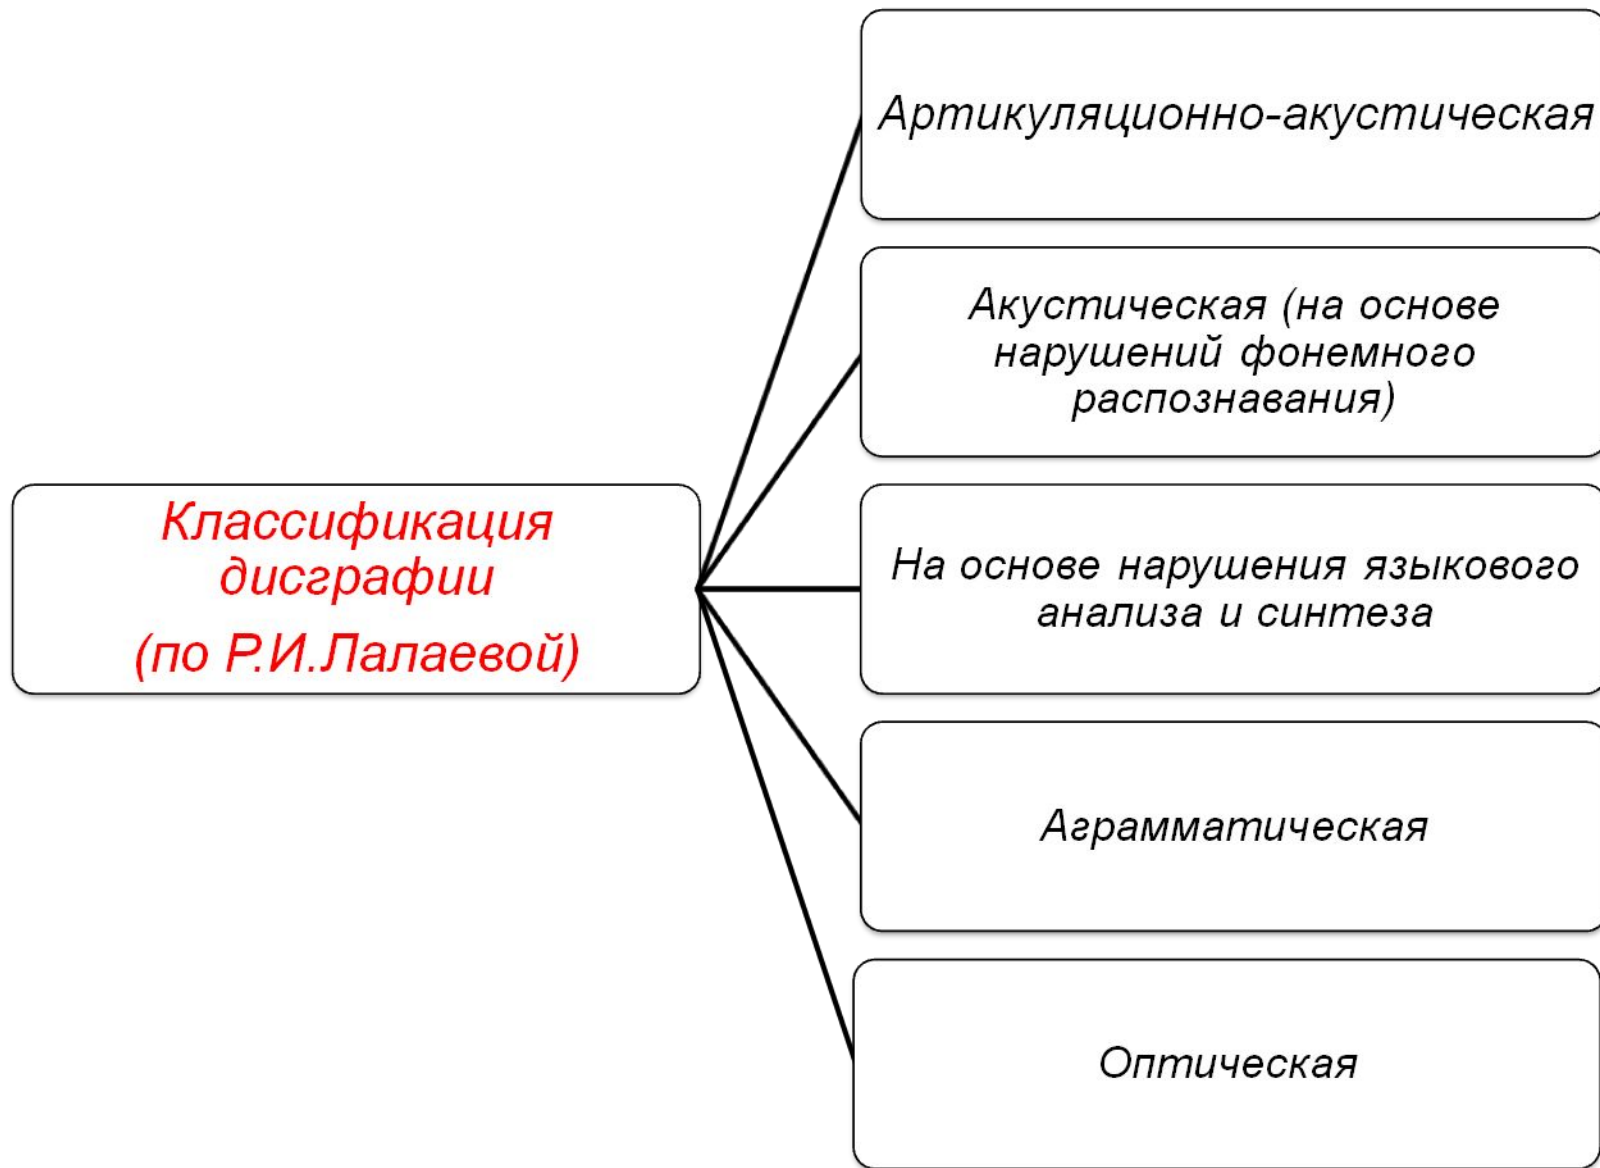 Классификация
дисграфии
(по Р.И.Лалаевой)
Артикуляционно-акустическая
Акустическая (на основе
нарушений фонемного
распознавания)
На основе нарушения языкового
анализа и синтеза
Аграмматическая
Оптическая